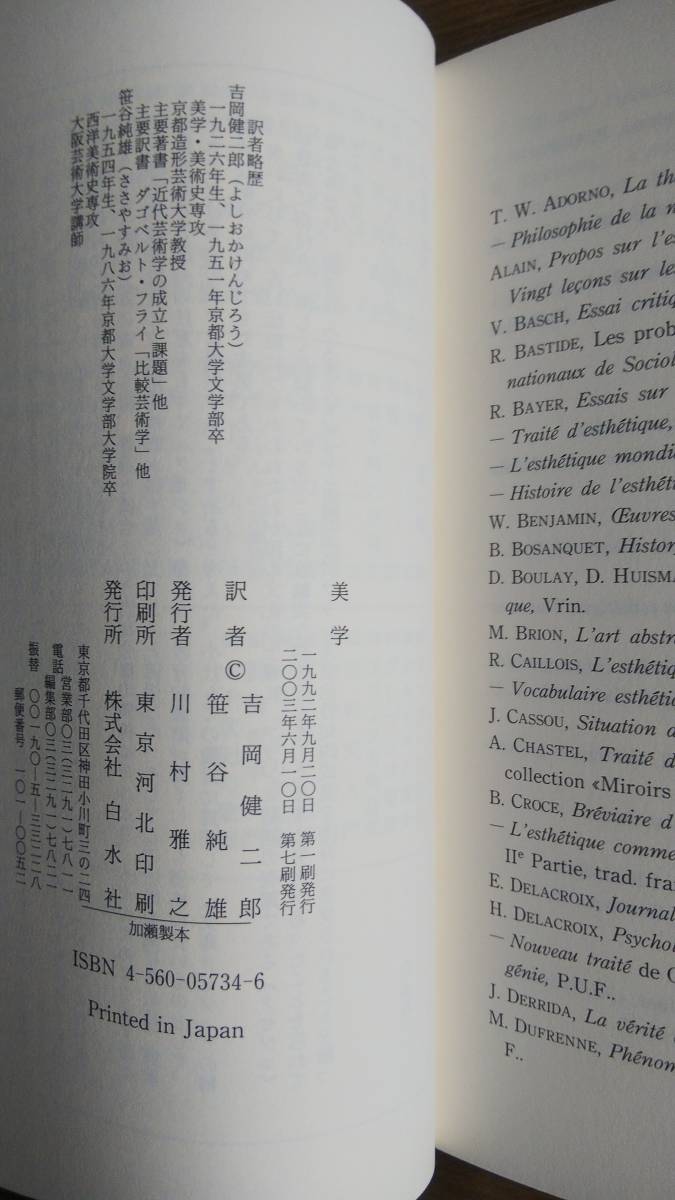 訳者略歴
吉岡健二郎（よしおかけんじろう）
一九二六年生、一九五一年京都大学文学部卒
美学・美術史専攻
京都造形芸術大学教授
主要著書「近代芸術学の成立と課題」他
主要訳書　ダゴベルト・フライ「比較芸術学」他
笹谷純雄（ささやすみお）
一九五四年生、一九八六年京都大学文学部大学院卒
西洋美術史専攻
大阪芸術大学講師
美学
一九九二年九月二〇日　第一刷発行
二〇〇三年六月一〇日　第七刷発行
訳者©　吉岡健二郎
笹谷純雄
発行者　川村雅之
印刷所　東京河北印刷
発行所　株式会社白水社
東京都千代田区神田小川町三の二四
電話　営業部〇三(三二九一)七八一一
編集部〇三(三二九一)七八二一
振替　〇〇一九〇―五―三三二二八
郵便番号　一〇一―〇〇五二
加瀬製本
ISBN 4-560-05734-6
Printed in Japan
T. W. ADORNO, La th
— Philosophie de la n
ALAIN, Propos sur l'es
Vingt leçons sur les
V. BASCH, Essai critiq
R. BASTIDE, Les prob
nationaux de Sociol
R. BAYER, Essais sur
— Traité d'esthétique,
— L'esthétique mondi
— Histoire de l'esthéti
W. BENJAMIN, Œuvres
B. BOSANQUET, Histor
D. BOULAY, D. HUISMA
que, Vrin.
M. BRION, L'art abstr
R. CAILLOIS, L'esthétiq
— Vocabulaire esthétic
J. CASSOU, Situation d
A. CHASTEL, Traité d
collection «Miroirs
B. CROCE, Bréviaire d
— L'esthétique comme
IIe Partie, trad. fra
E. DELACROIX, Journal
H. DELACROIX, Psychol
— Nouveau traité de
génie, P.U.F..
J. DERRIDA, La vérité
M. DUFRENNE, Phénom
F..